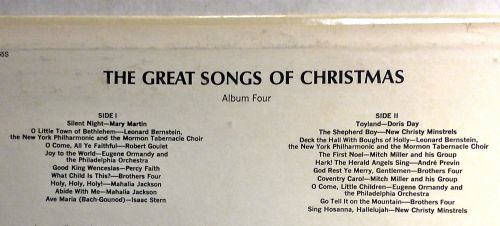 THE GREAT SONGS OF CHRISTMAS
Album Four
SIDE I
Silent Night—Mary Martin
O Little Town of Bethlehem—Leonard Bernstein,
the New York Philharmonic and the Mormon Tabernacle Choir
O Come, All Ye Faithful—Robert Goulet
Joy to the World—Eugene Ormandy and
the Philadelphia Orchestra
Good King Wenceslas—Percy Faith
What Child Is This?—Brothers Four
Holy, Holy, Holy!—Mahalia Jackson
Abide With Me—Mahalia Jackson
Ave Maria (Bach-Gounod)—Isaac Stern
SIDE II
Toyland—Doris Day
The Shepherd Boy—New Christy Minstrels
Deck the Hall With Boughs of Holly—Leonard Bernstein,
the New York Philharmonic and the Mormon Tabernacle Choir
The First Noel—Mitch Miller and his Group
Hark! The Herald Angels Sing—André Previn
God Rest Ye Merry, Gentlemen—Brothers Four
Coventry Carol—Mitch Miller and his Group
O Come, Little Children—Eugene Ormandy and
the Philadelphia Orchestra
Go Tell It on the Mountain—Brothers Four
Sing Hosanna, Hallelujah—New Christy Minstrels